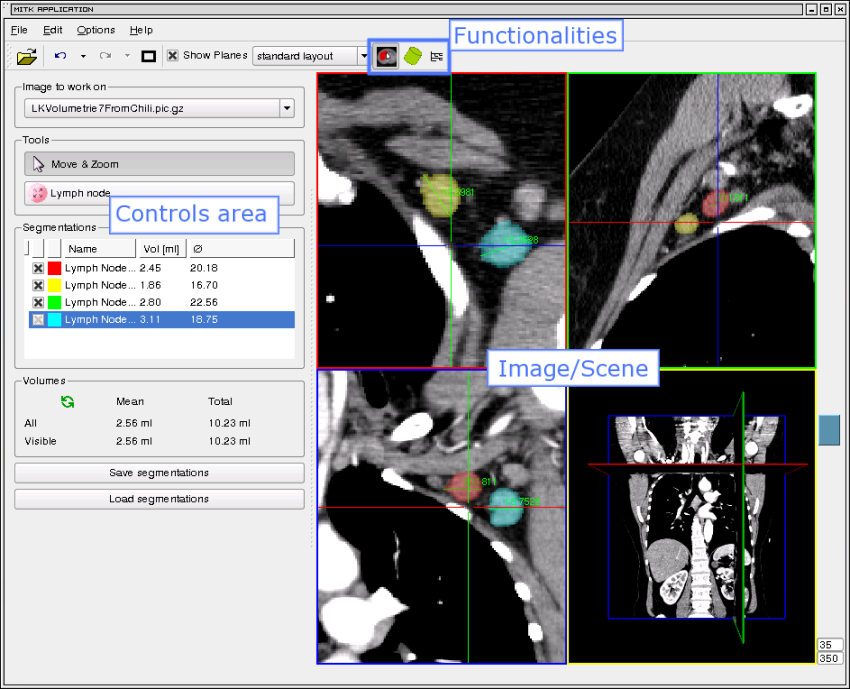 MITK APPLICATION
File Edit Options Help
Show Planes standard layout
Functionalities
Image to work on
LKVolumetrie7FromChili.pic.gz
Tools
Move & Zoom
Lymph node
Controls area
Segmentations
Name Vol [ml] Ø
Lymph Node... 2.45 20.18
Lymph Node... 1.86 16.70
Lymph Node... 2.80 22.56
Lymph Node... 3.11 18.75
Image/Scene
Volumes
Mean Total
All 2.56 ml 10.23 ml
Visible 2.56 ml 10.23 ml
Save segmentations
Load segmentations
35
350